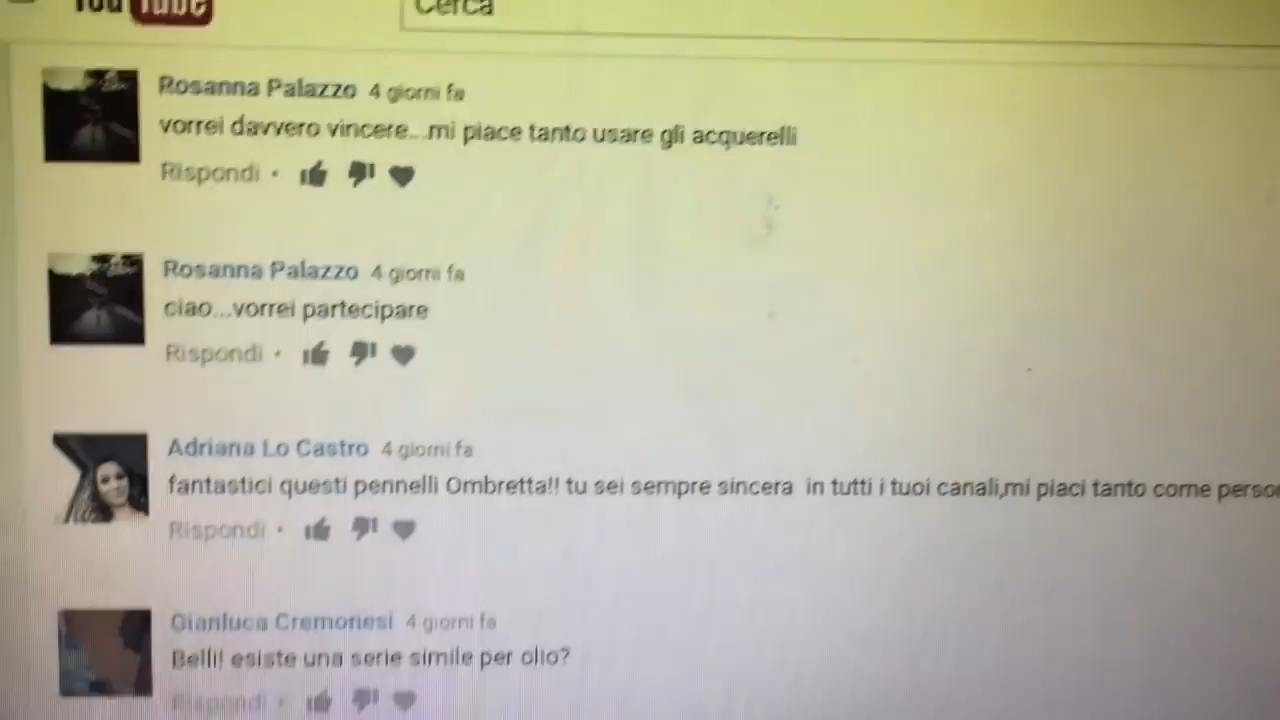 YouTube
Cerca
Rosanna Palazzo 4 giorni fa
vorrei davvero vincere...mi piace tanto usare gli acquerelli
Rispondi •
Rosanna Palazzo 4 giorni fa
ciao...vorrei partecipare
Rispondi •
Adriana Lo Castro 4 giorni fa
fantastici questi pennelli Ombretta!! tu sei sempre sincera in tutti i tuoi canali,mi piaci tanto come
Rispondi •
Gianluca Cremonesi 4 giorni fa
Belli! esiste una serie simile per olio?
Rispondi •